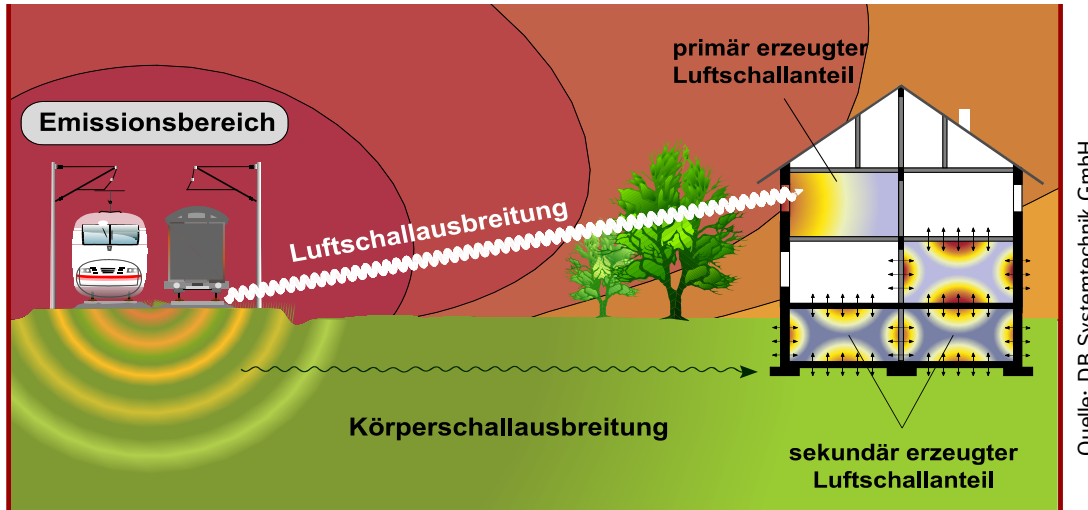 primär erzeugter
Luftschallanteil
Emissionsbereich
Luftschallausbreitung
Körperschallausbreitung
sekundär erzeugter
Luftschallanteil
Quelle: DB Systemtechnik GmbH